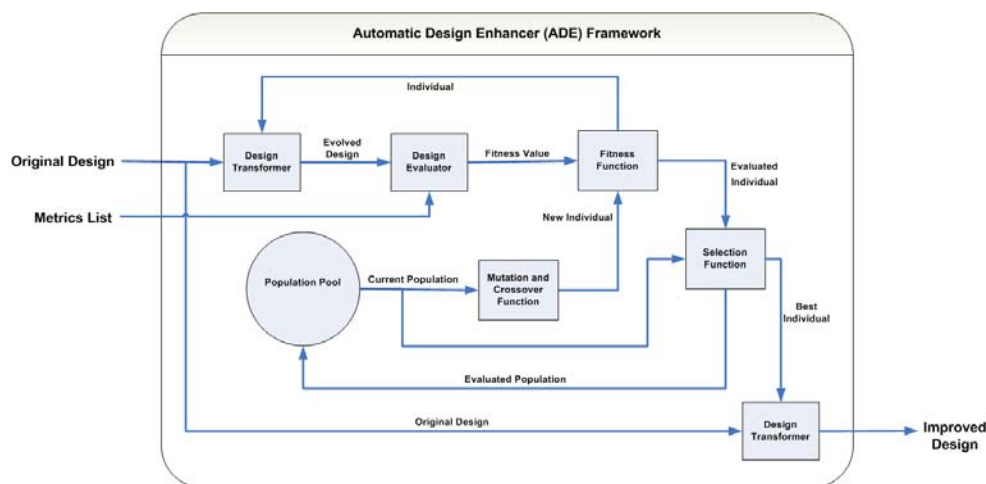 Automatic Design Enhancer (ADE) Framework
Individual
Original Design
Design
Transformer
Evolved
Design
Design
Evaluator
Fitness Value
Fitness
Function
Evaluated
Individual
Metrics List
New Individual
Selection
Function
Population Pool
Current Population
Mutation and
Crossover
Function
Best
Individual
Evaluated Population
Original Design
Design
Transformer
Improved
Design